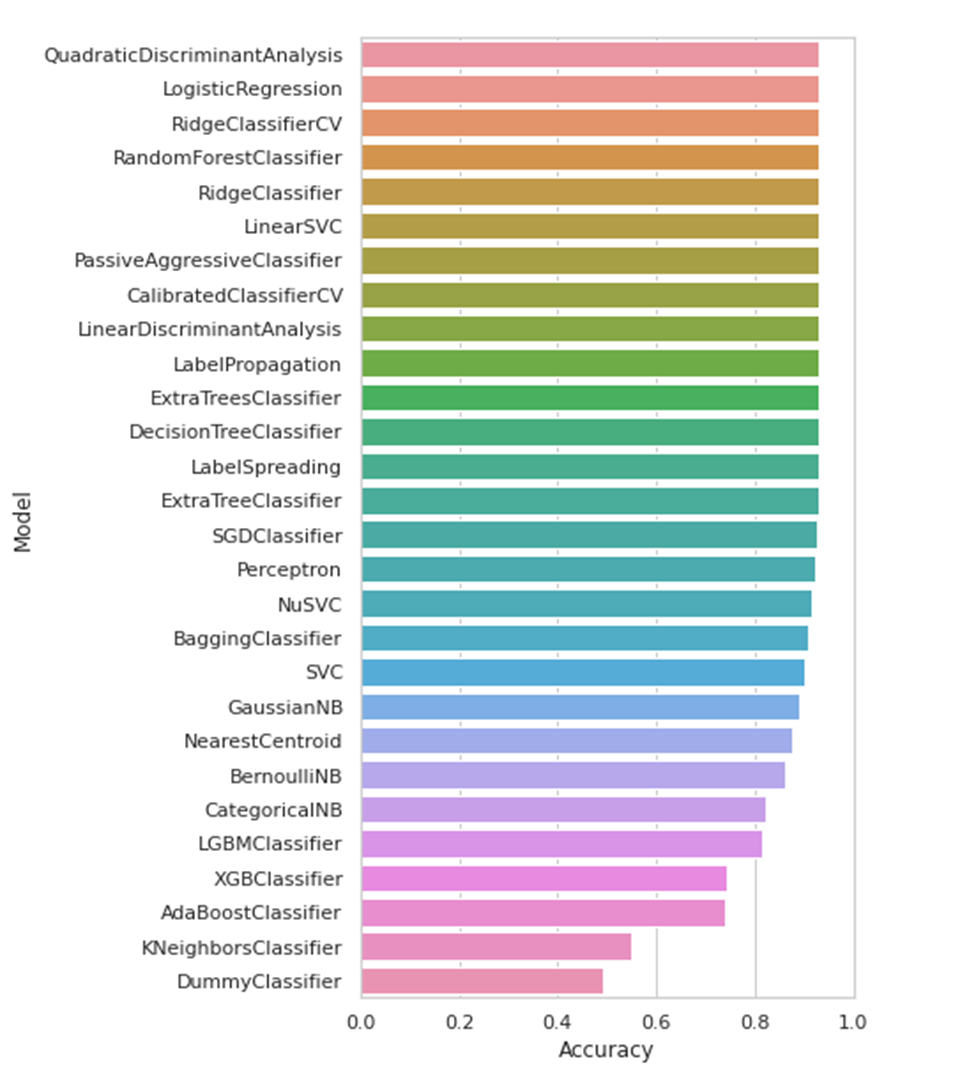 QuadraticDiscriminantAnalysis
LogisticRegression
RidgeClassifierCV
RandomForestClassifier
RidgeClassifier
LinearSVC
PassiveAggressiveClassifier
CalibratedClassifierCV
LinearDiscriminantAnalysis
LabelPropagation
ExtraTreesClassifier
DecisionTreeClassifier
LabelSpreading
ExtraTreeClassifier
SGDClassifier
Perceptron
NuSVC
BaggingClassifier
SVC
GaussianNB
NearestCentroid
BernoulliNB
CategoricalNB
LGBMClassifier
XGBClassifier
AdaBoostClassifier
KNeighborsClassifier
DummyClassifier
Model
0.0 0.2 0.4 0.6 0.8 1.0
Accuracy